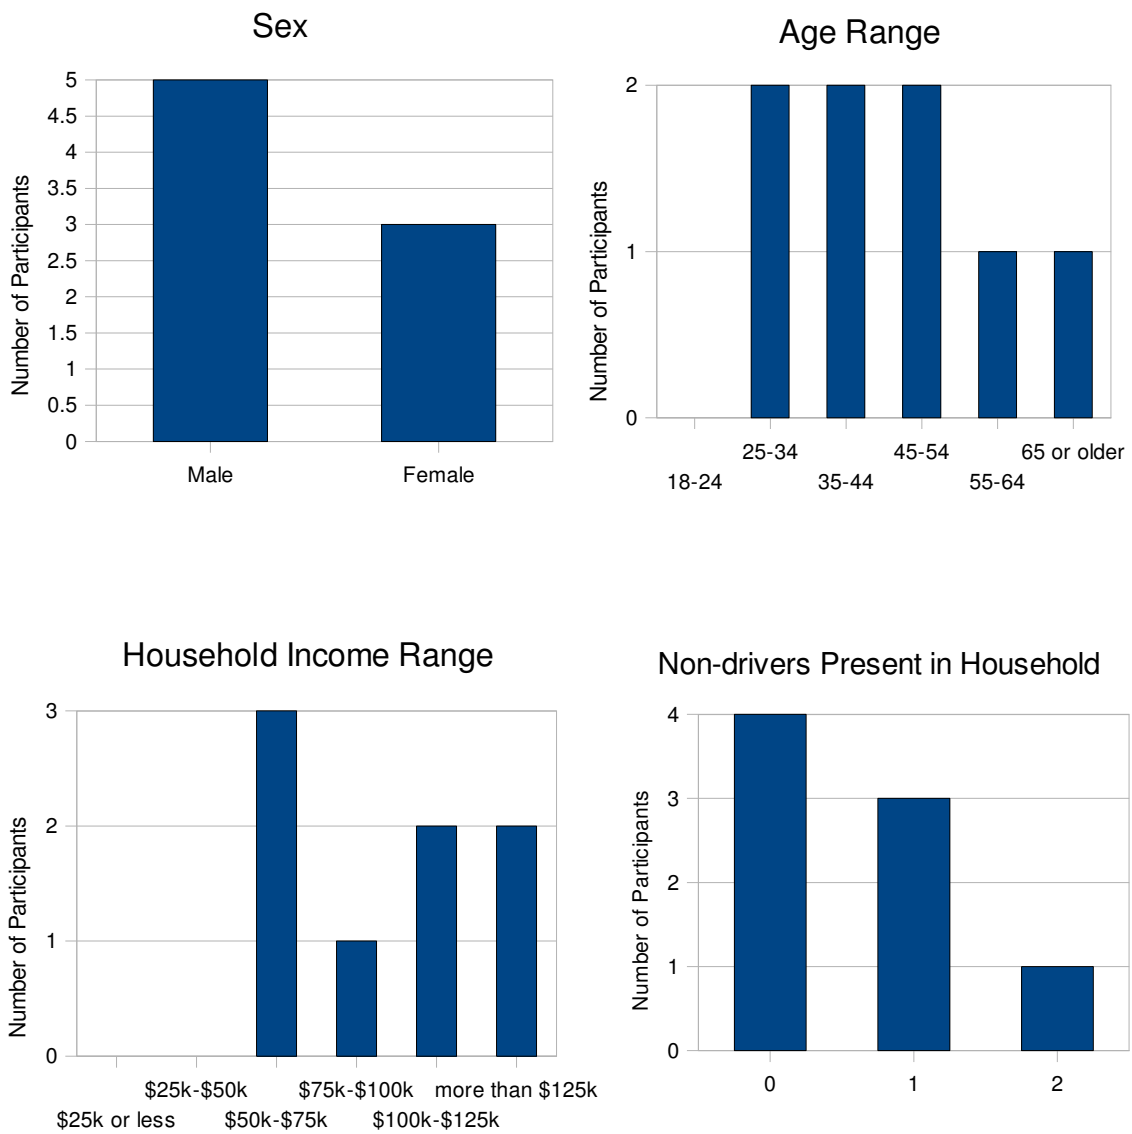 Sex
Number of Participants
5
4.5
4
3.5
3
2.5
2
1.5
1
0.5
0
Male Female
Age Range
Number of Participants
2
1
0
25-34 45-54 65 or older
18-24 35-44 55-64
Household Income Range
Number of Participants
3
2
1
0
$25k-$50k $75k-$100k more than $125k
$25k or less $50k-$75k $100k-$125k
Non-drivers Present in Household
Number of Participants
4
3
2
1
0
0 1 2